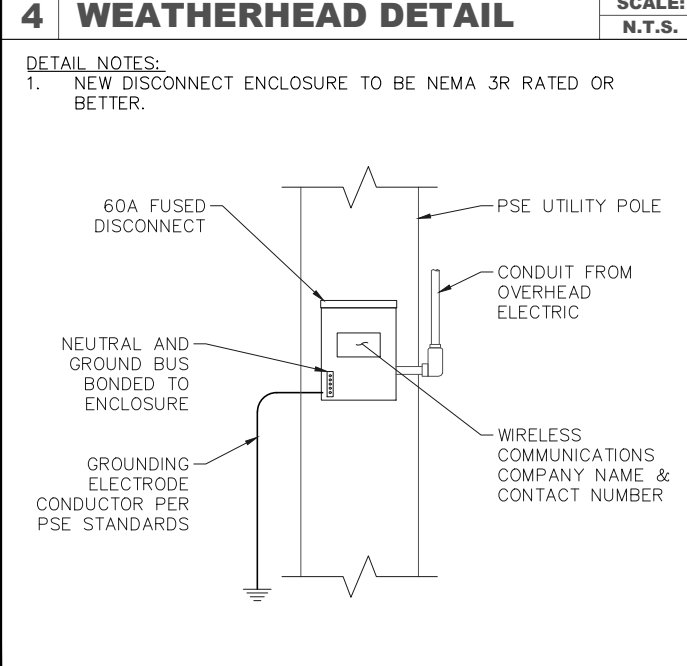 4 WEATHERHEAD DETAIL
SCALE:
N.T.S.
DETAIL NOTES:
1. NEW DISCONNECT ENCLOSURE TO BE NEMA 3R RATED OR
BETTER.
60A FUSED
DISCONNECT
PSE UTILITY POLE
CONDUIT FROM
OVERHEAD
ELECTRIC
NEUTRAL AND
GROUND BUS
BONDED TO
ENCLOSURE
WIRELESS
COMMUNICATIONS
COMPANY NAME &
CONTACT NUMBER
GROUNDING
ELECTRODE
CONDUCTOR PER
PSE STANDARDS